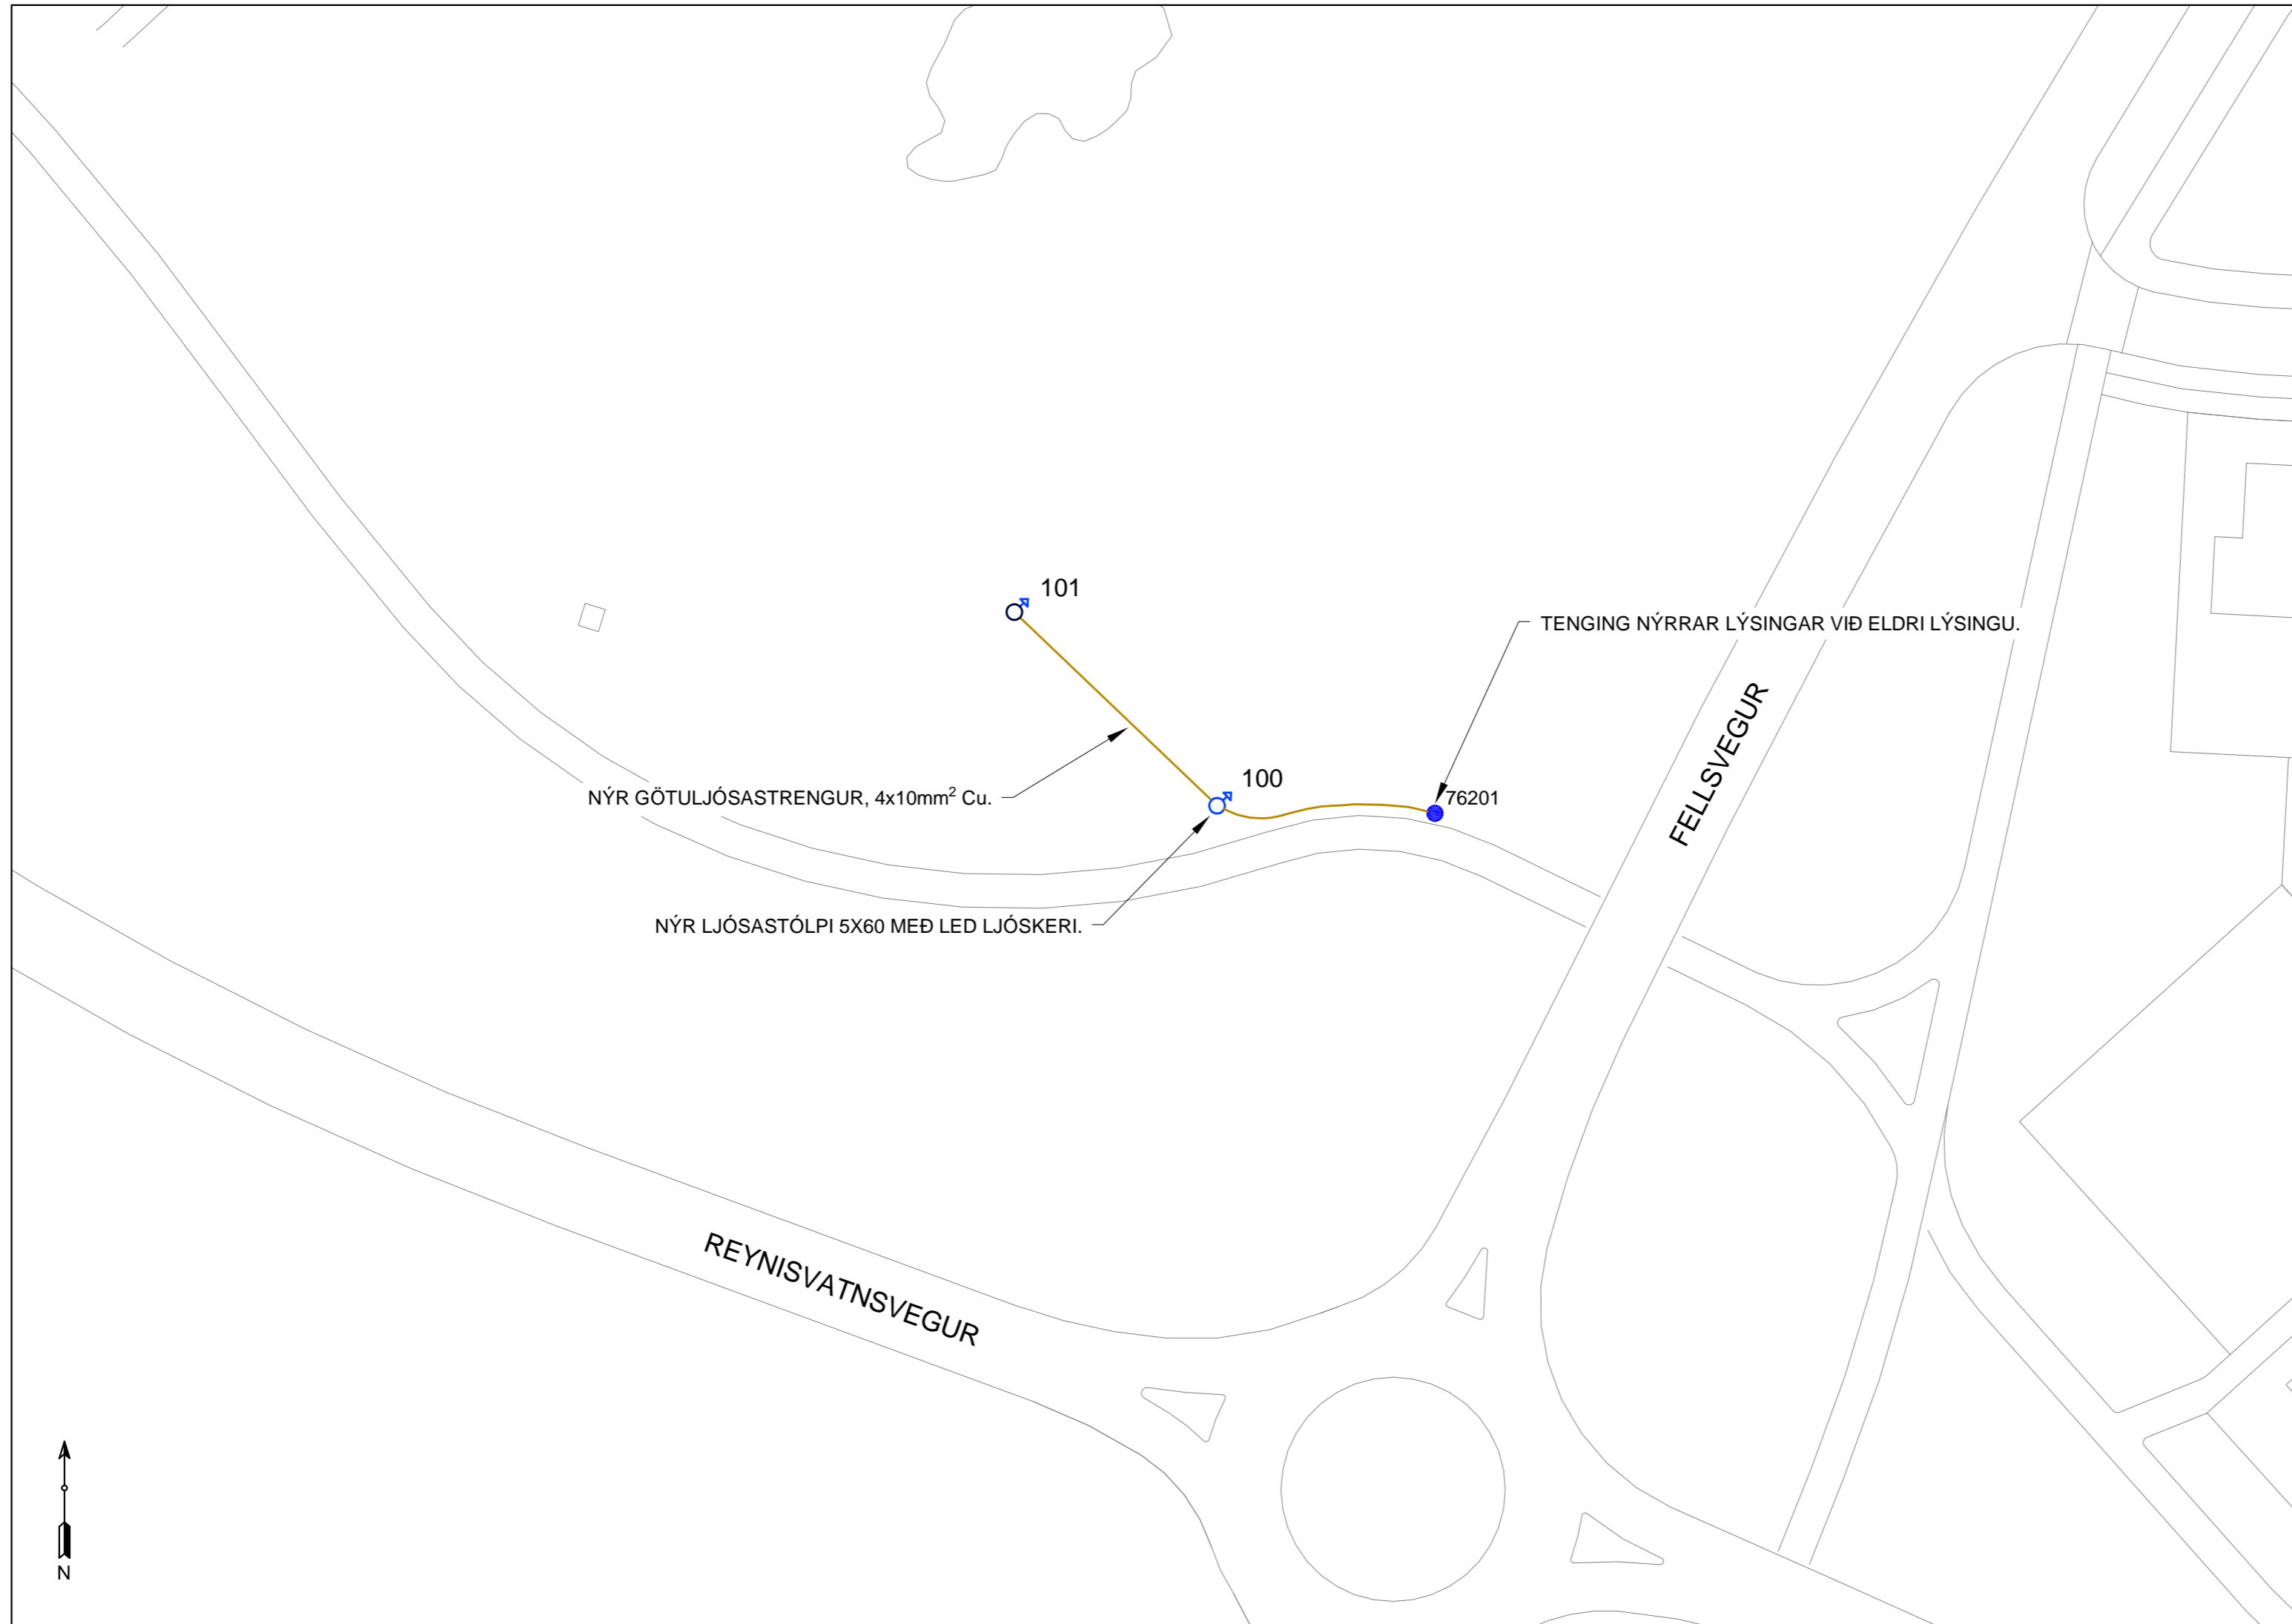 101
TENGING NÝRRAR LÝSINGAR VIÐ ELDRI LÝSINGU.
FELLSVEGUR
100
76201
NÝR GÖTULJÓSASTRENGUR, 4x10mm² Cu.
NÝR LJÓSASTÓLPI 5X60 MEÐ LED LJÓSKERI.
REYNISVATNSVEGUR
N